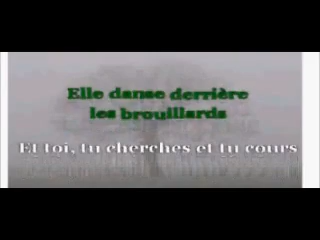 Elle danse derrière
les brouillards
Et toi, tu cherches et tu cours